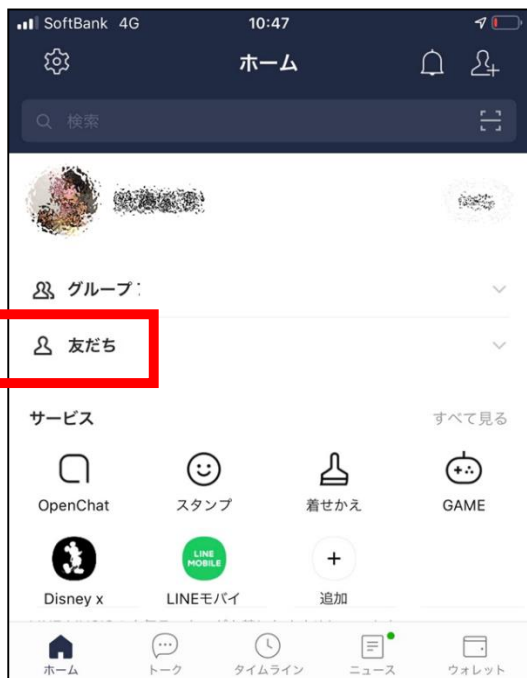 SoftBank 4G 10:47
ホーム
検索
グループ
友だち
サービス すべて見る
OpenChat スタンプ 着せかえ GAME
LINE
MOBILE
Disney x LINEモバイ 追加
ホーム トーク タイムライン ニュース ウォレット